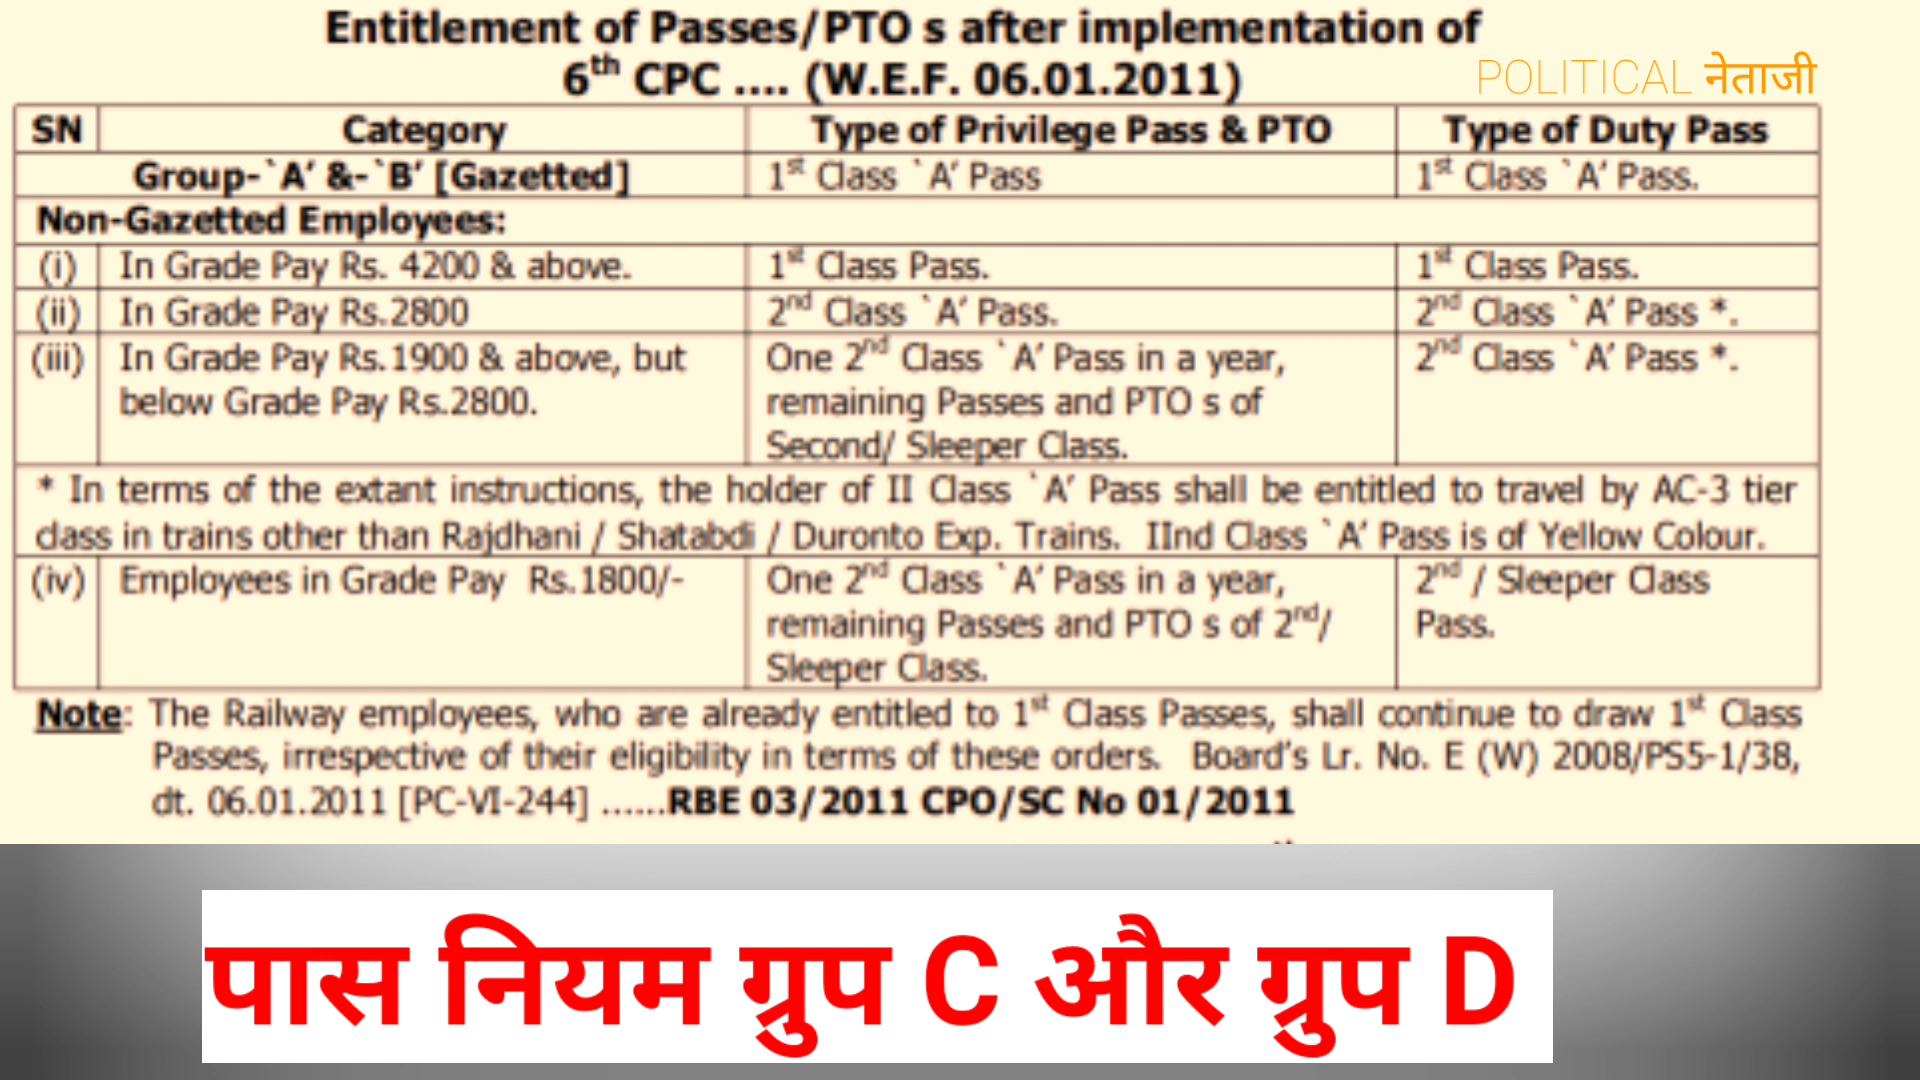 Entitlement of Passes/PTO s after implementation of
6th CPC .... (W.E.F. 06.01.2011)
POLITICAL नेताजी
SN Category Type of Privilege Pass & PTO Type of Duty Pass
Group-`A’ &-`B’ [Gazetted] 1st Class `A’ Pass 1st Class `A’ Pass.
Non-Gazetted Employees:
(i) In Grade Pay Rs. 4200 & above. 1st Class Pass. 1st Class Pass.
(ii) In Grade Pay Rs.2800 2nd Class `A’ Pass. 2nd Class `A’ Pass *.
(iii) In Grade Pay Rs.1900 & above, but One 2nd Class `A’ Pass in a year, 2nd Class `A’ Pass *.
below Grade Pay Rs.2800. remaining Passes and PTO s of
Second/ Sleeper Class.
* In terms of the extant instructions, the holder of II Class `A’ Pass shall be entitled to travel by AC-3 tier
class in trains other than Rajdhani / Shatabdi / Duronto Exp. Trains. IInd Class `A’ Pass is of Yellow Colour.
(iv) Employees in Grade Pay Rs.1800/- One 2nd Class `A’ Pass in a year, 2nd / Sleeper Class
remaining Passes and PTO s of 2nd/ Pass.
Sleeper Class.
Note: The Railway employees, who are already entitled to 1st Class Passes, shall continue to draw 1st Class
Passes, irrespective of their eligibility in terms of these orders. Board’s Lr. No. E (W) 2008/PS5-1/38,
dt. 06.01.2011 [PC-VI-244] ......RBE 03/2011 CPO/SC No 01/2011
पास नियम ग्रुप C और ग्रुप D